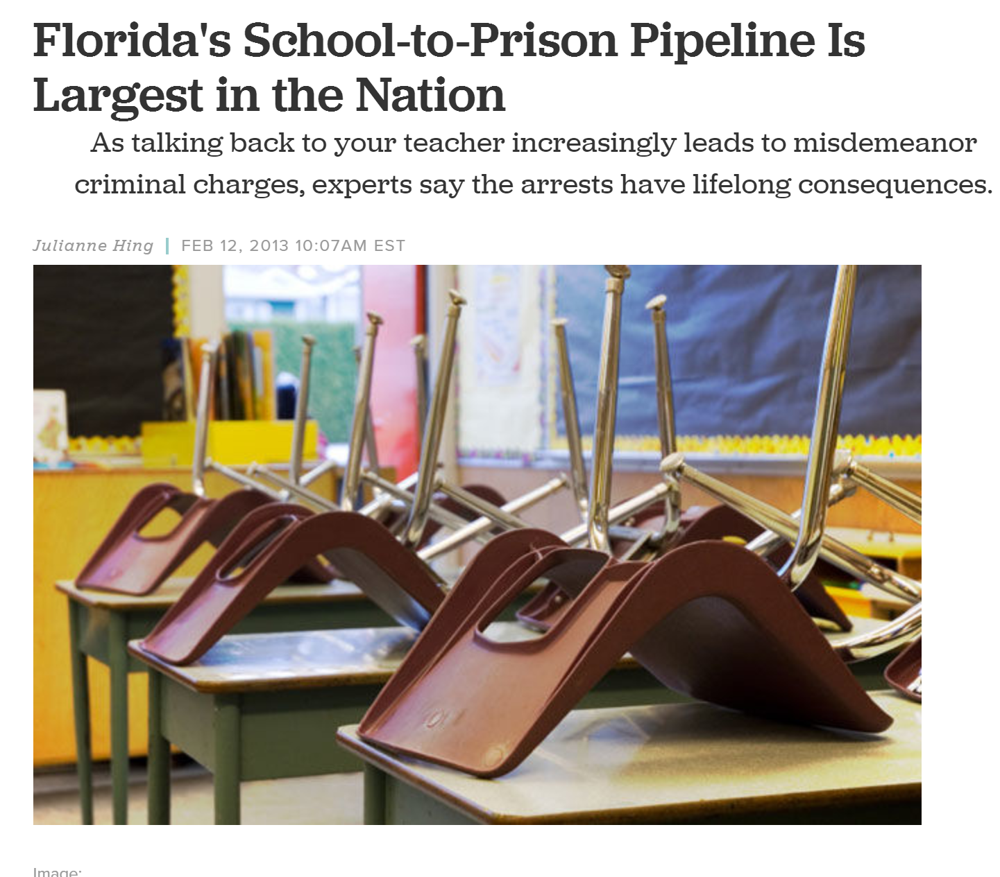 Florida's School-to-Prison Pipeline Is
Largest in the Nation
As talking back to your teacher increasingly leads to misdemeanor
criminal charges, experts say the arrests have lifelong consequences.
Julianne Hing | FEB 12, 2013 10:07AM EST
Image: